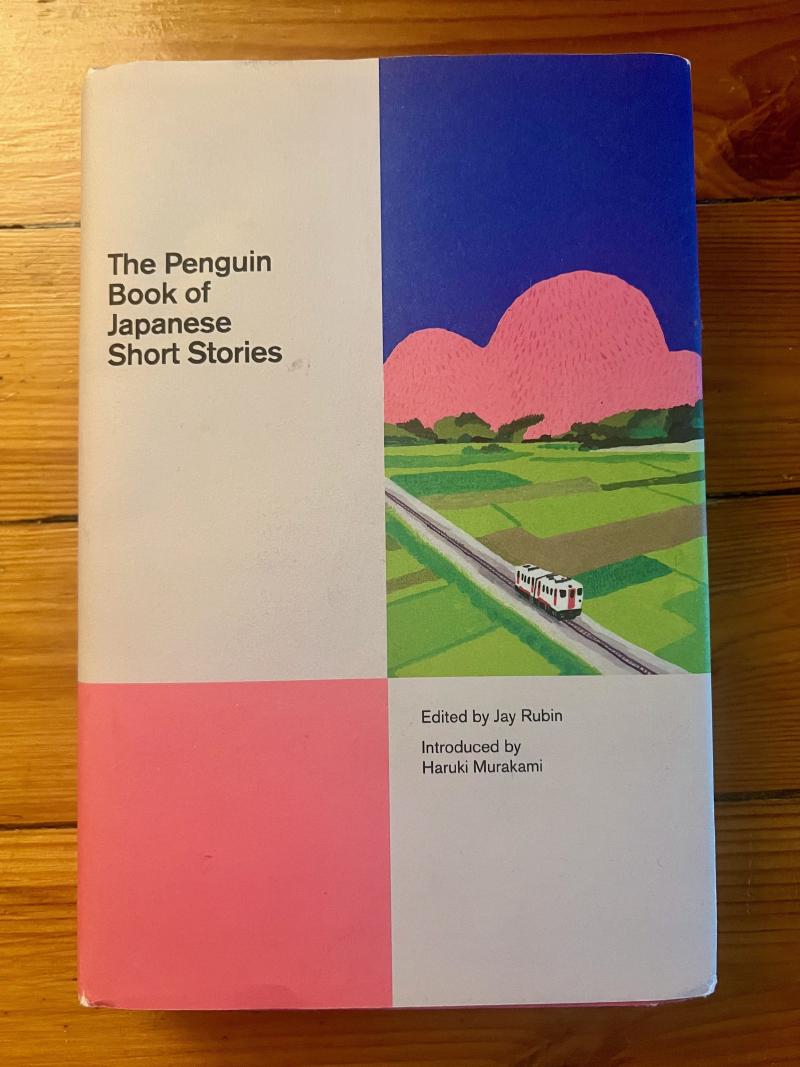 The Penguin
Book of
Japanese
Short Stories
Edited by Jay Rubin
Introduced by
Haruki Murakami